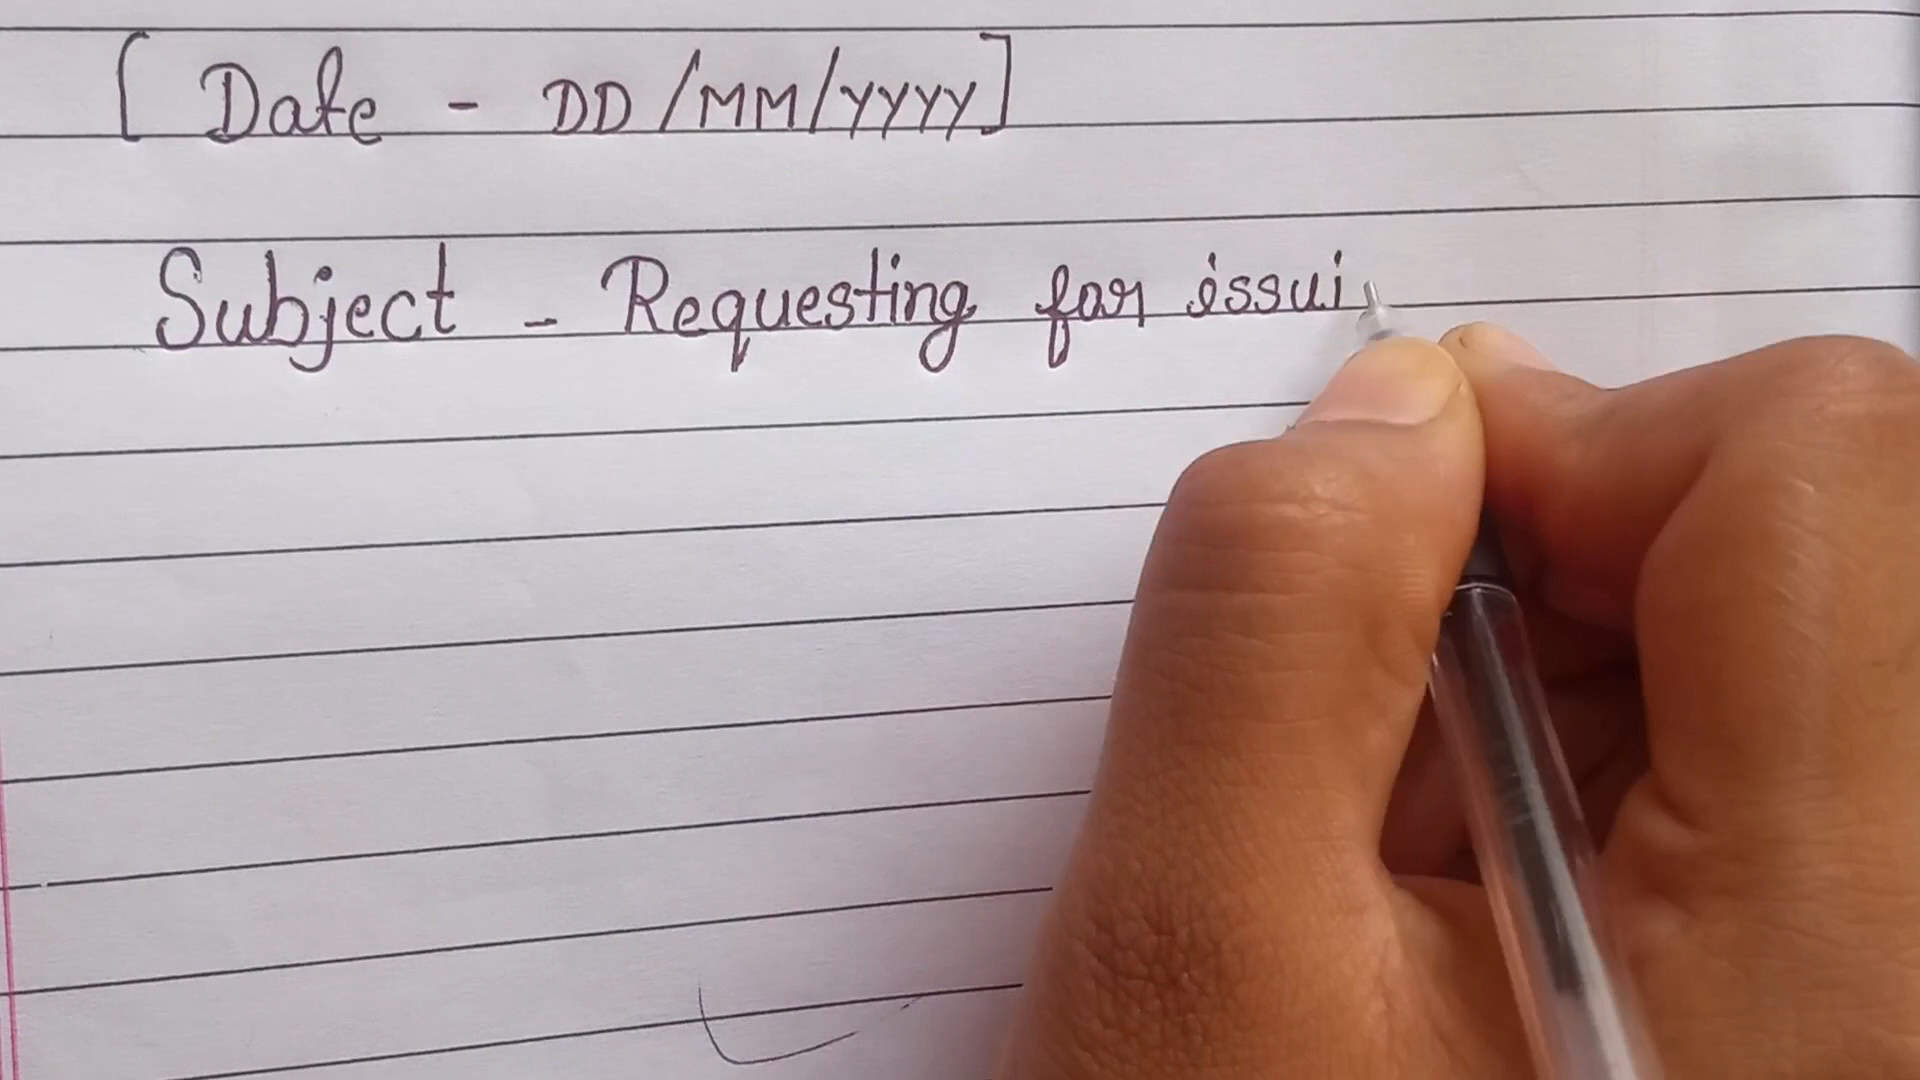 [ Date - DD/MM/YYYY]
Subject - Requesting for issui